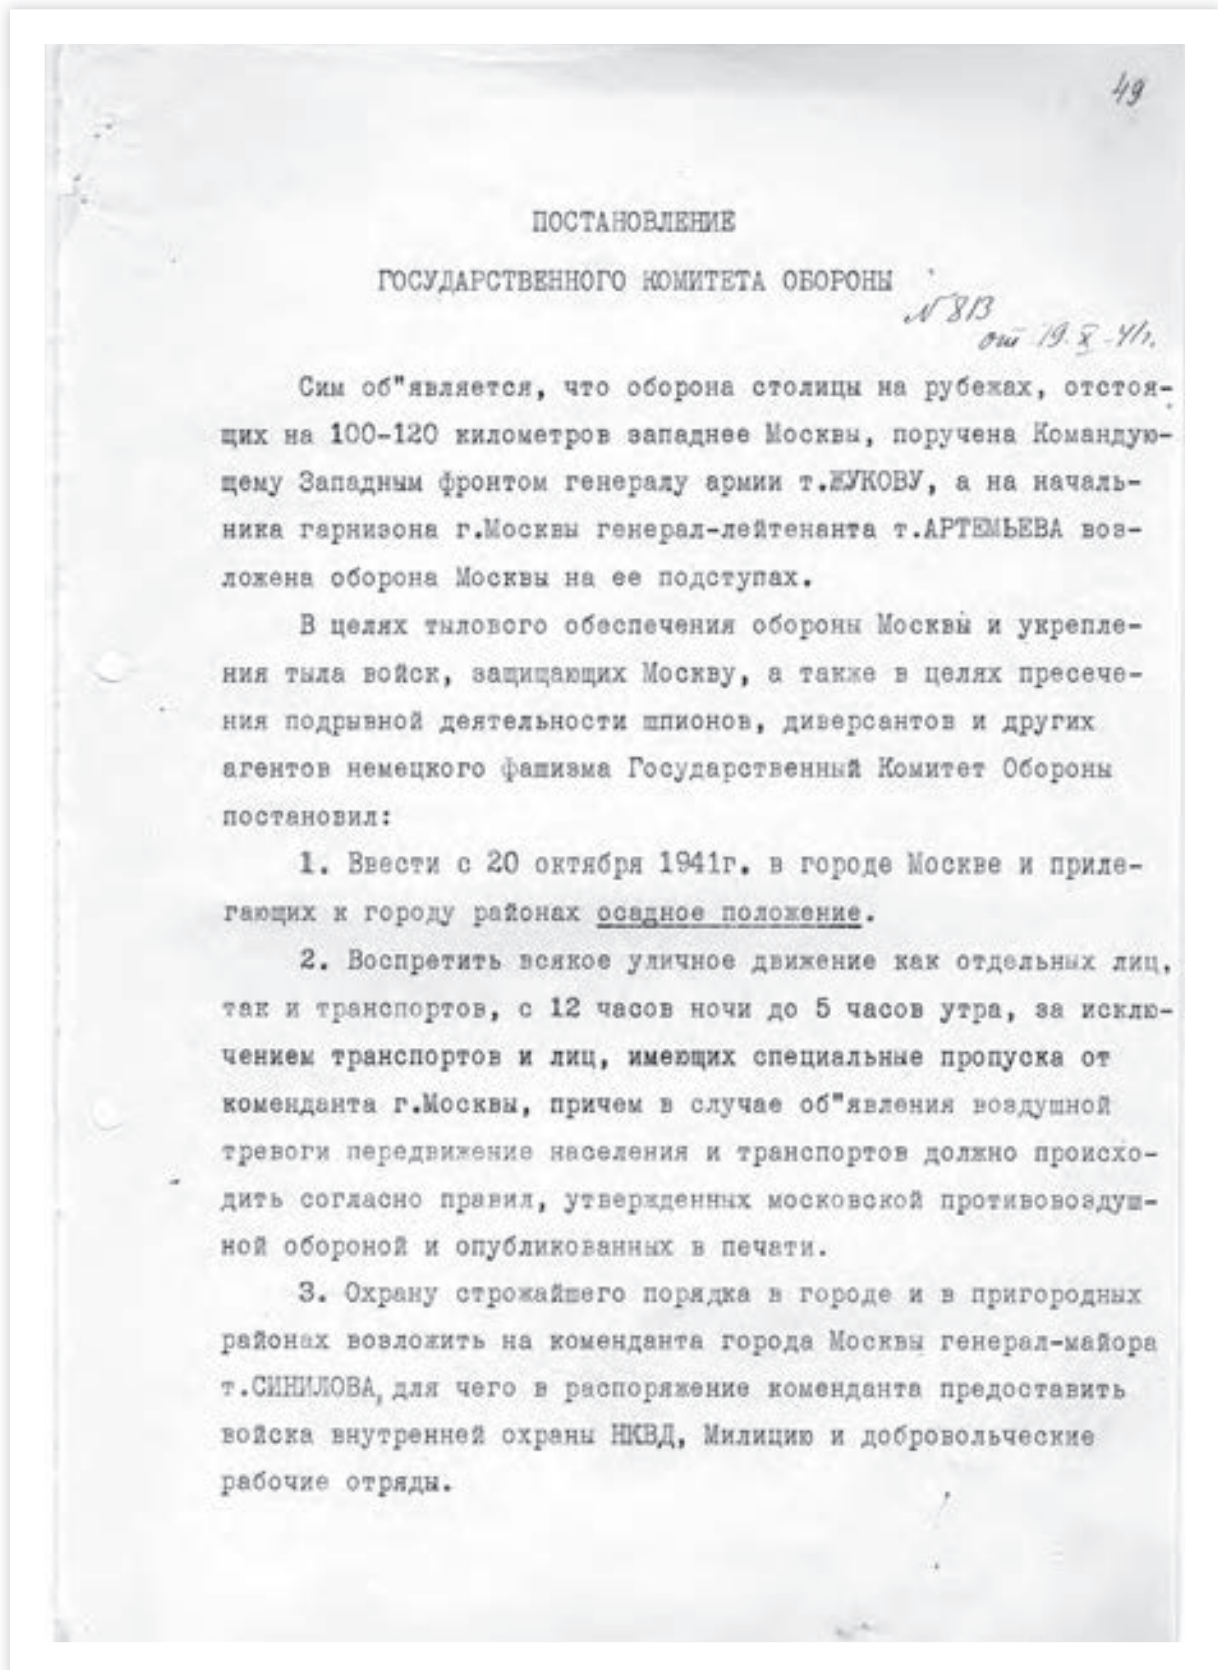 49
ПОСТАНОВЛЕНИЕ
ГОСУДАРСТВЕННОГО КОМИТЕТА ОБОРОНЫ
№ 813
от 19.X-41г.
Сим об"является, что оборона столицы на рубежах, отстоя-
щих на 100-120 километров западнее Москвы, поручена Командую-
щему Западным фронтом генералу армии т.ЖУКОВУ, а на началь-
ника гарнизона г.Москвы генерал-лейтенанта т.АРТЕМЬЕВА воз-
ложена оборона Москвы на ее подступах.
В целях тылового обеспечения обороны Москвы и укрепле-
ния тыла войск, защищающих Москву, а также в целях пресече-
ния подрывной деятельности шпионов, диверсантов и других
агентов немецкого фашизма Государственный Комитет Обороны
постановил:
1. Ввести с 20 октября 1941г. в городе Москве и приле-
гающих к городу районах осадное положение.
2. Воспретить всякое уличное движение как отдельных лиц,
так и транспортов, с 12 часов ночи до 5 часов утра, за исклю-
чением транспортов и лиц, имеющих специальные пропуска от
коменданта г.Москвы, причем в случае об"явления воздушной
тревоги передвижение населения и транспортов должно происхо-
дить согласно правил, утвержденных московской противовоздуш-
ной обороной и опубликованных в печати.
3. Охрану строжайшего порядка в городе и в пригородных
районах возложить на коменданта города Москвы генерал-майора
т.СИНИЛОВА, для чего в распоряжение коменданта предоставить
войска внутренней охраны НКВД, Милицию и добровольческие
рабочие отряды.